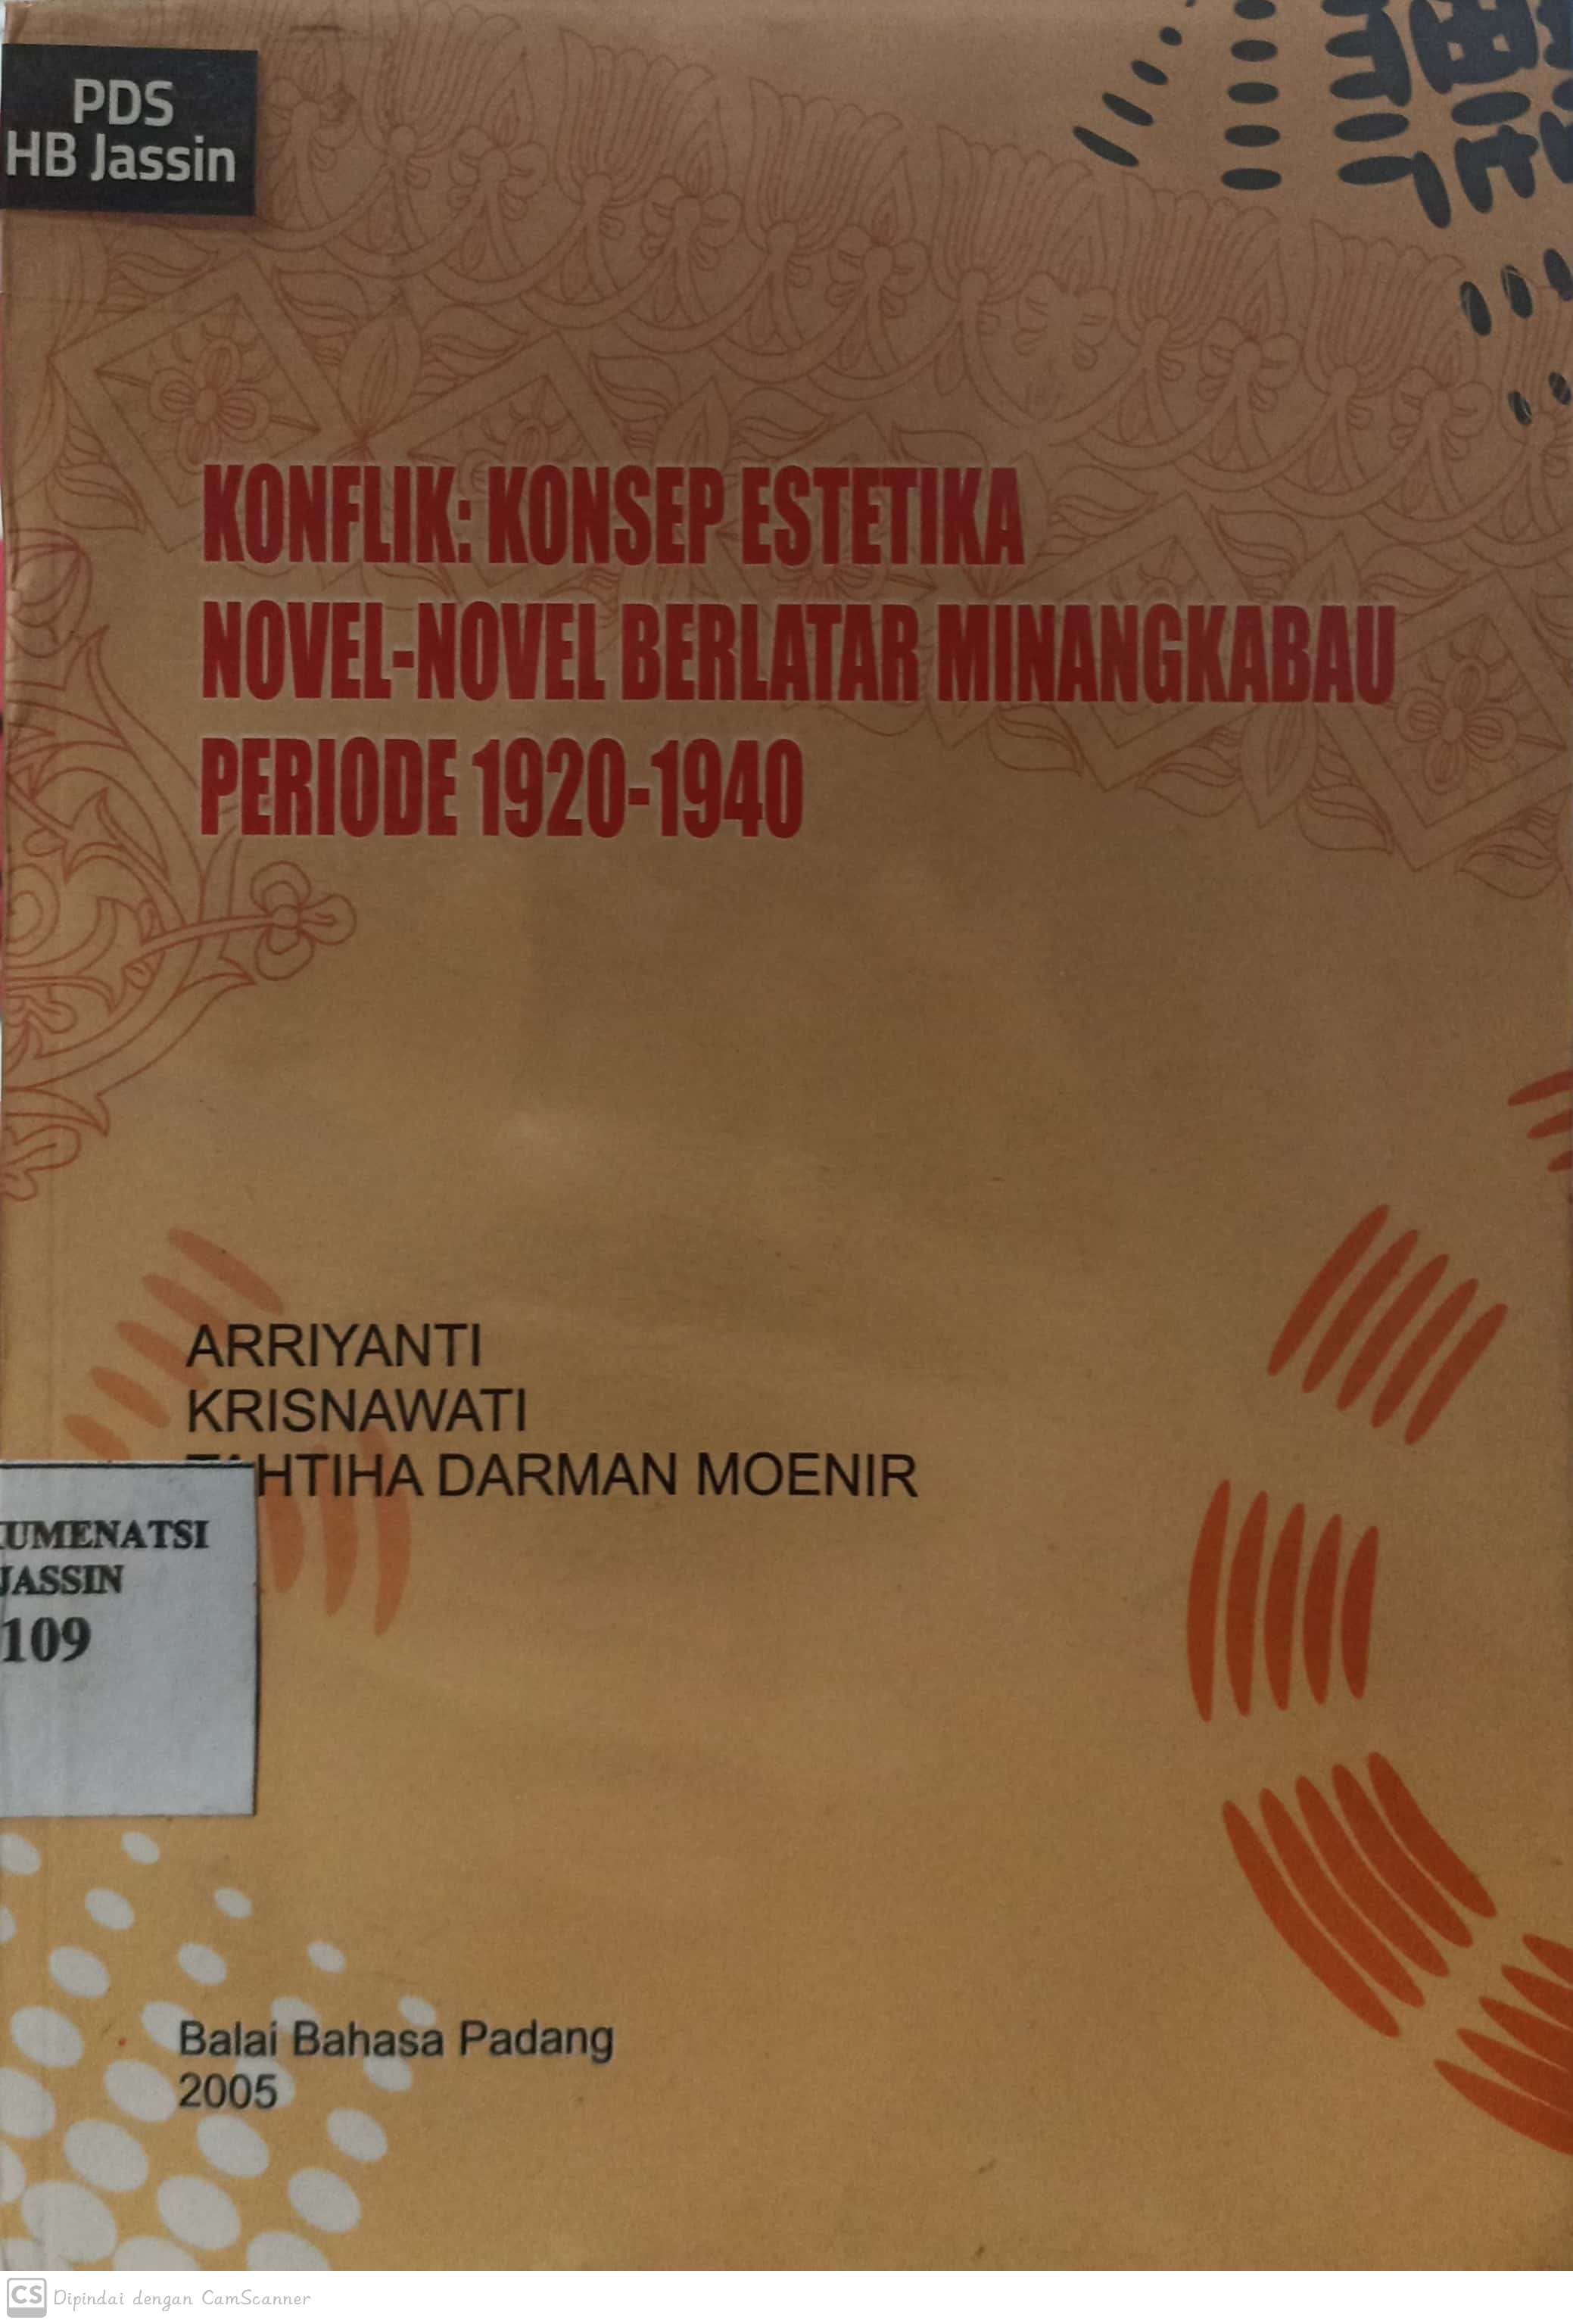 PDS
HB Jassin
KONFLIK: KONSEP ESTETIKA
NOVEL-NOVEL BERLATAR MINANGKABAU
PERIODE 1920-1940
ARRIYANTI
KRISNAWATI
HTIHA DARMAN MOENIR
UMENATSI
JASSIN
109
Balai Bahasa Padang
2005
CS Dipindai dengan CamScanner